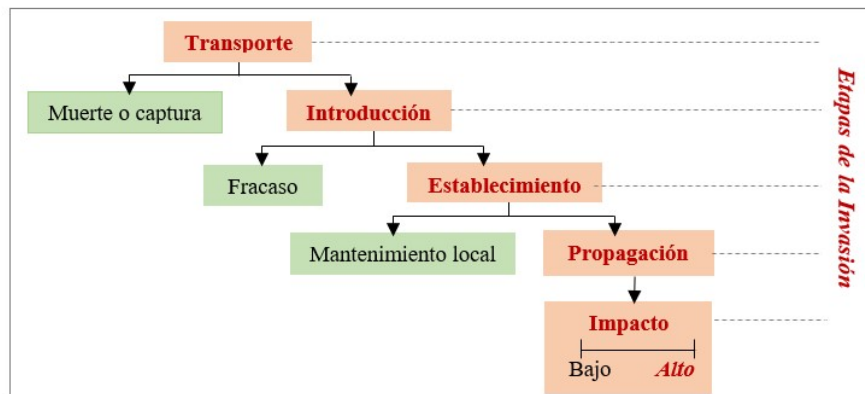 Transporte
Muerte o captura
Introducción
Fracaso
Establecimiento
Mantenimiento local
Propagación
Impacto
Bajo Alto
Etapas de la Invasión